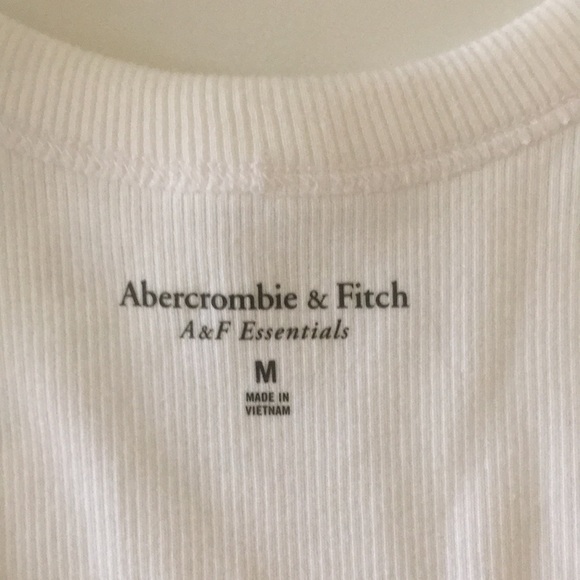 Abercrombie & Fitch
A&F Essentials
M
MADE IN
VIETNAM